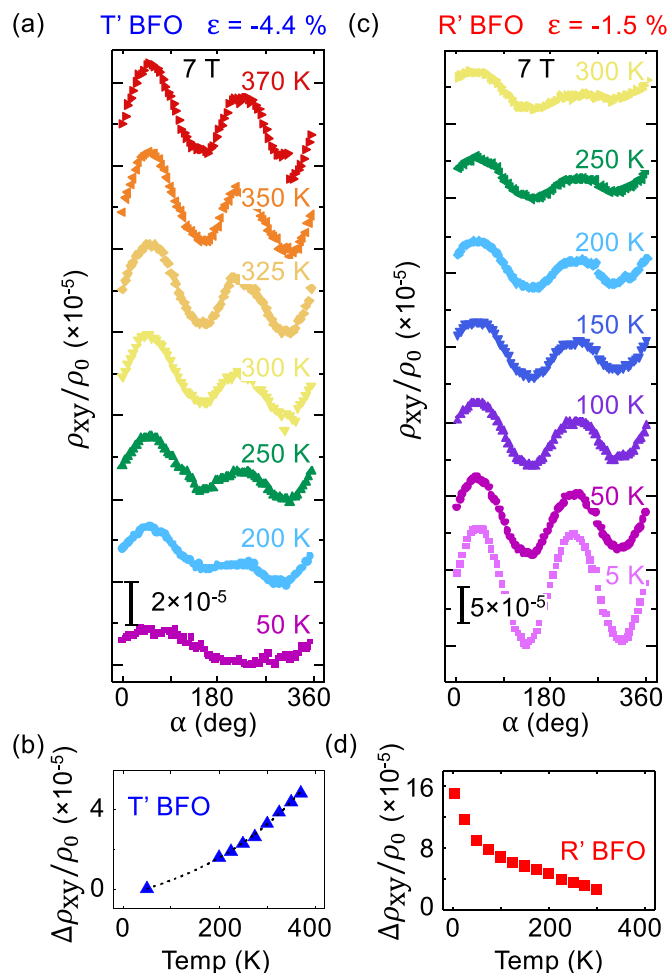 (a) T’ BFO ε = -4.4 %
7 T
370 K
350 K
325 K
300 K
250 K
200 K
2×10⁻⁵
50 K
ρxy/ρ0 (×10⁻⁵)
0 180 360
α (deg)
(c) R’ BFO ε = -1.5%
7 T
300 K
250 K
200 K
150 K
100 K
50 K
5 K
5×10⁻⁵
ρxy/ρ0 (×10⁻⁵)
0 180 360
α (deg)
(b)
T’ BFO
4
0
Δρxy/ρ0 (×10⁻⁵)
0 200 400
Temp (K)
(d)
16
8
0
R’ BFO
Δρxy/ρ0 (×10⁻⁵)
0 200 400
Temp (K)